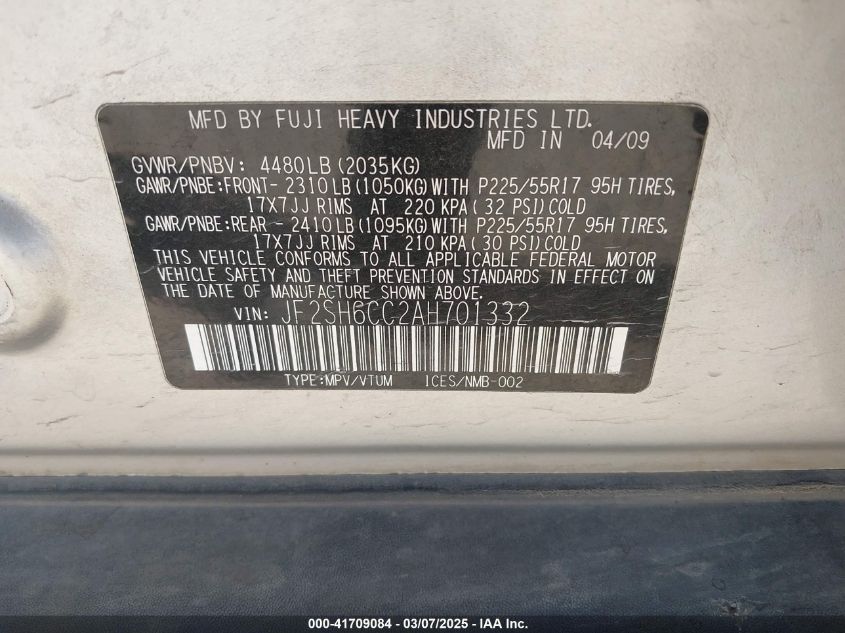 MFD BY FUJI HEAVY INDUSTRIES LTD.
MFD IN 04/09
GVWR/PNBV: 4480LB (2035KG)
GAWR/PNBE:FRONT- 2310 LB (1050KG) WITH P225/55R17 95H TIRES,
17X7JJ RIMS AT 220 KPA ( 32 PSI) COLD
GAWR/PNBE:REAR - 2410 LB (1095KG) WITH P225/55R17 95H TIRES,
17X7JJ RIMS AT 210 KPA ( 30 PSI) COLD
THIS VEHICLE CONFORMS TO ALL APPLICABLE FEDERAL MOTOR
VEHICLE SAFETY AND THEFT PREVENTION STANDARDS IN EFFECT ON
THE DATE OF MANUFACTURE SHOWN ABOVE.
VIN: JF2SH6CC2AH701332
TYPE:MPV/VTUM ICES/NMB-002
000-41709084 - 03/07/2025 - IAA Inc.